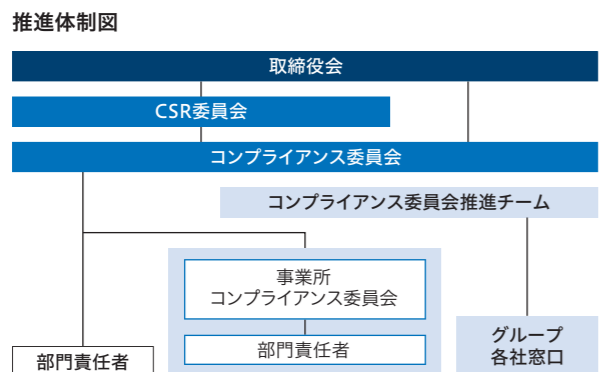 推進体制図
取締役会
CSR委員会
コンプライアンス委員会
コンプライアンス委員会推進チーム
事業所
コンプライアンス委員会
部門責任者
グループ
各社窓口
部門責任者